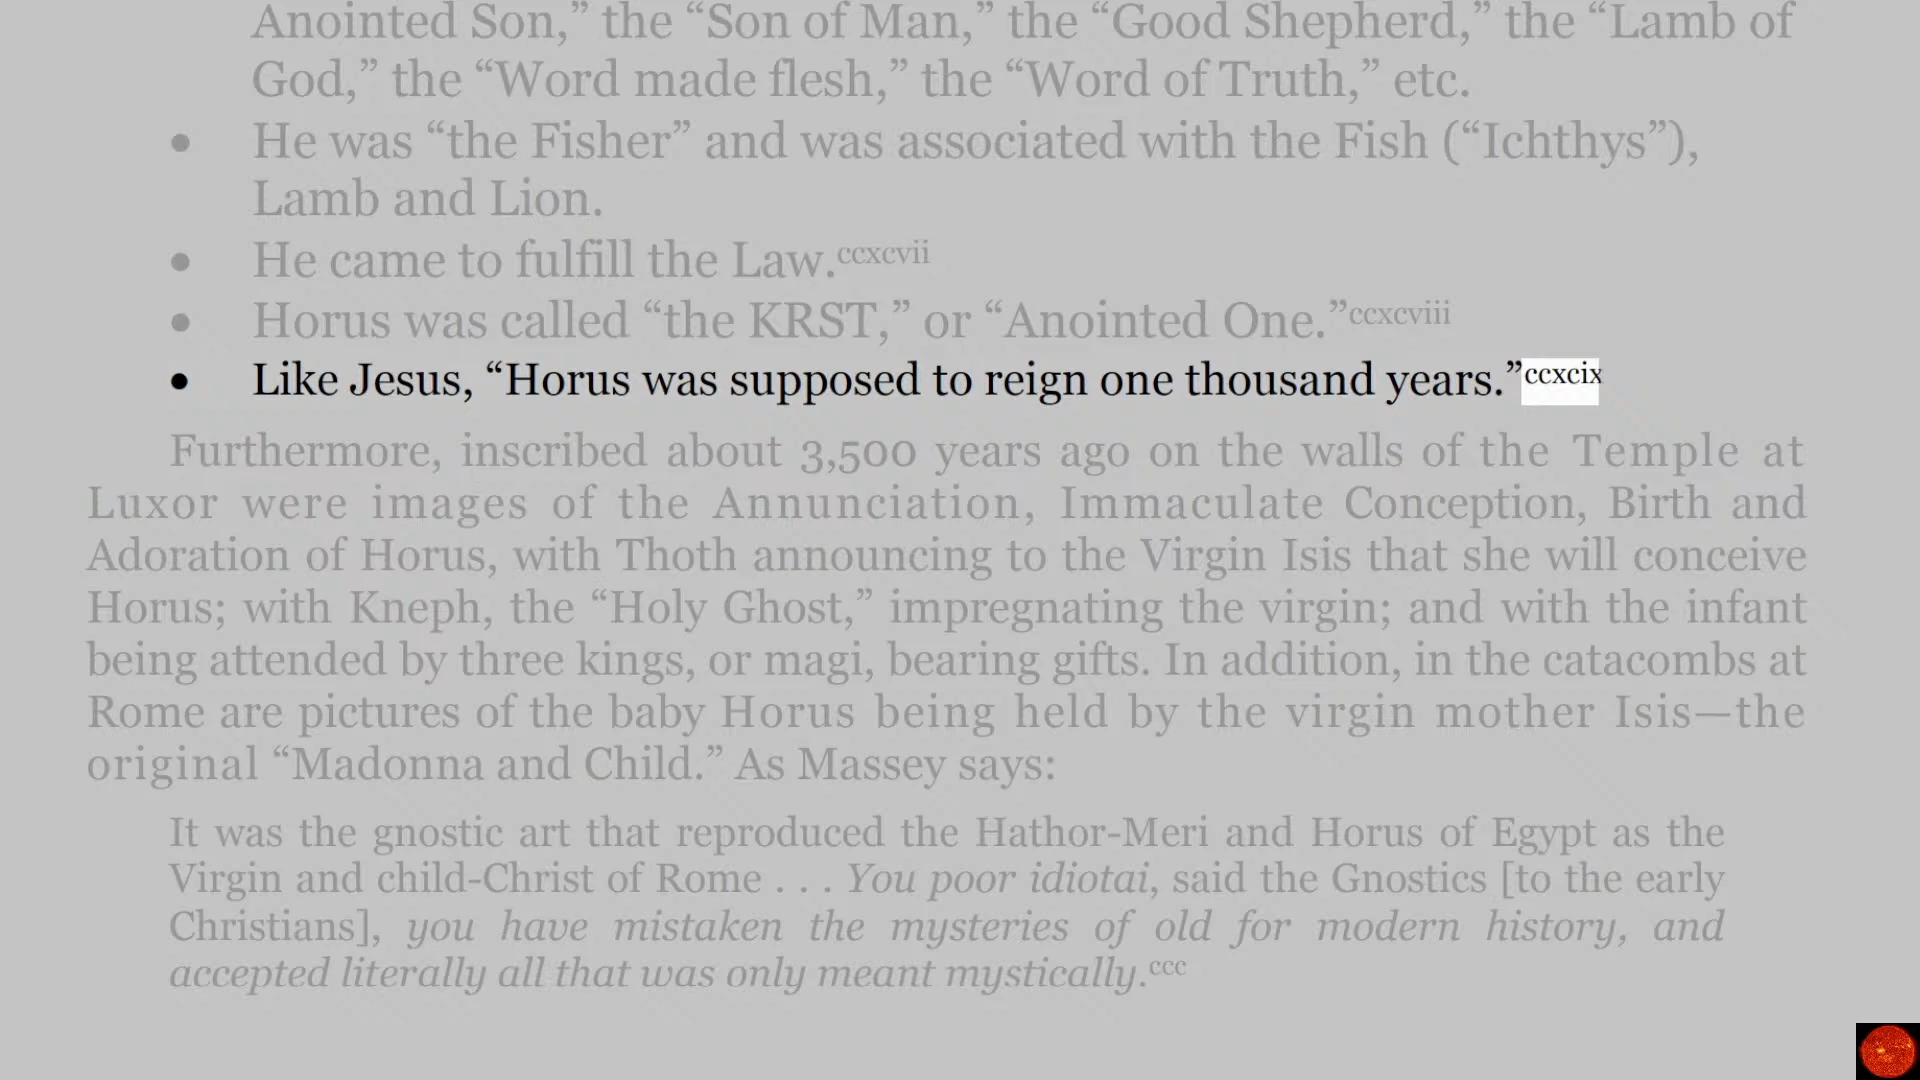 Anointed Son,” the “Son of Man,” the “Good Shepherd,” the “Lamb of
God,” the “Word made flesh,” the “Word of Truth,” etc.
• He was “the Fisher” and was associated with the Fish (“Ichthys”),
Lamb and Lion.
• He came to fulfill the Law.ccxcvii
• Horus was called “the KRST,” or “Anointed One.”ccxcviii
• Like Jesus, “Horus was supposed to reign one thousand years.”ccxcix
Furthermore, inscribed about 3,500 years ago on the walls of the Temple at
Luxor were images of the Annunciation, Immaculate Conception, Birth and
Adoration of Horus, with Thoth announcing to the Virgin Isis that she will conceive
Horus; with Kneph, the “Holy Ghost,” impregnating the virgin; and with the infant
being attended by three kings, or magi, bearing gifts. In addition, in the catacombs at
Rome are pictures of the baby Horus being held by the virgin mother Isis—the
original “Madonna and Child.” As Massey says:
It was the gnostic art that reproduced the Hathor-Meri and Horus of Egypt as the
Virgin and child-Christ of Rome . . . You poor idiotai, said the Gnostics [to the early
Christians], you have mistaken the mysteries of old for modern history, and
accepted literally all that was only meant mystically.ccc